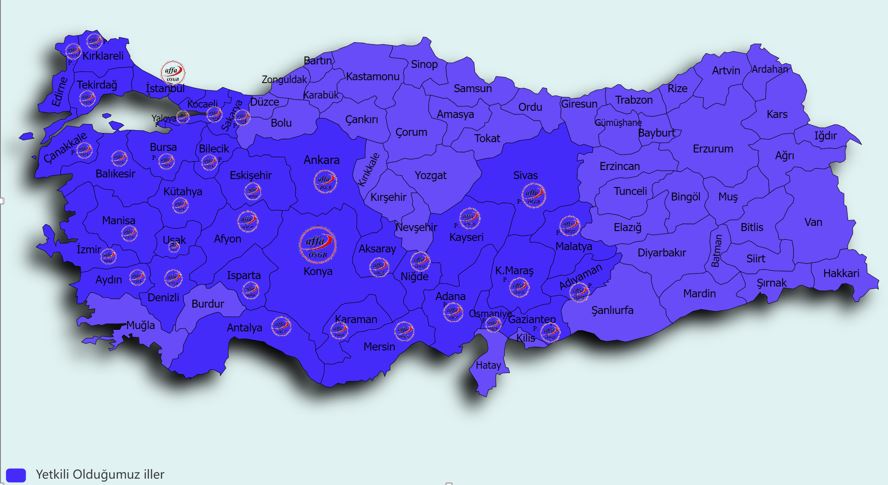 Kırklareli
Edirne
Tekirdağ
affa
İstanbul
Kocaeli
Yalova
Sakarya
Düzce
Zonguldak
Bartın
Karabük
Kastamonu
Sinop
Samsun
Bolu
Çankırı
Çorum
Amasya
Tokat
Ordu
Giresun
Trabzon
Rize
Artvin
Ardahan
Gümüşhane
Bayburt
Kars
Iğdır
Erzurum
Ağrı
Çanakkale
Balıkesir
Bursa
Bilecik
Eskişehir
Ankara
Kırıkkale
Yozgat
Kırşehir
Sivas
Erzincan
Tunceli
Bingöl
Muş
Van
Kütahya
Manisa
Uşak
Afyon
İzmir
affa
OSGB
Konya
Aksaray
Nevşehir
Kayseri
Niğde
Malatya
Elazığ
Diyarbakır
Batman
Bitlis
Siirt
Şırnak
Hakkari
Aydın
Denizli
Isparta
Burdur
Muğla
Antalya
Karaman
Mersin
Adana
Osmaniye
K.Maraş
Adıyaman
Gaziantep
Kilis
Hatay
Şanlıurfa
Mardin
Yetkili Olduğumuz iller